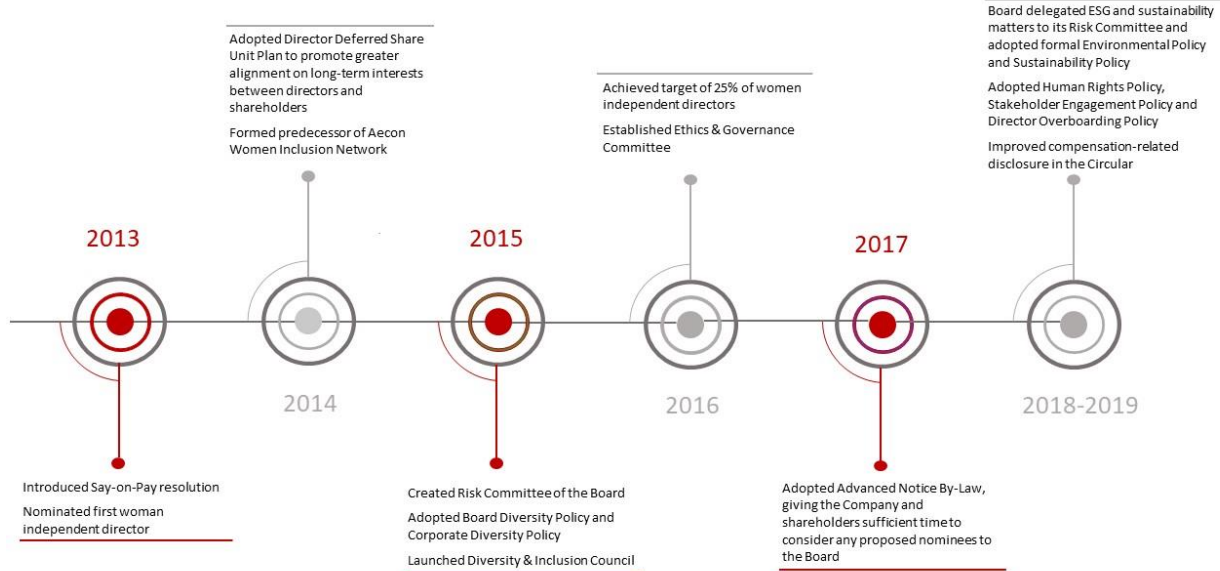 2013
Introduced Say-on-Pay resolution
Nominated first woman
independent director
Adopted Director Deferred Share
Unit Plan to promote greater
alignment on long-term interests
between directors and
shareholders
Formed predecessor of Aecon
Women Inclusion Network
2014
2015
Created Risk Committee of the Board
Adopted Board Diversity Policy and
Corporate Diversity Policy
Launched Diversity & Inclusion Council
Achieved target of 25% of women
independent directors
Established Ethics & Governance
Committee
2016
2017
Adopted Advanced Notice By-Law,
giving the Company and
shareholders sufficient time to
consider any proposed nominees to
the Board
Board delegated ESG and sustainability
matters to its Risk Committee and
adopted formal Environmental Policy
and Sustainability Policy
Adopted Human Rights Policy,
Stakeholder Engagement Policy and
Director Overboarding Policy
Improved compensation-related
disclosure in the Circular
2018-2019